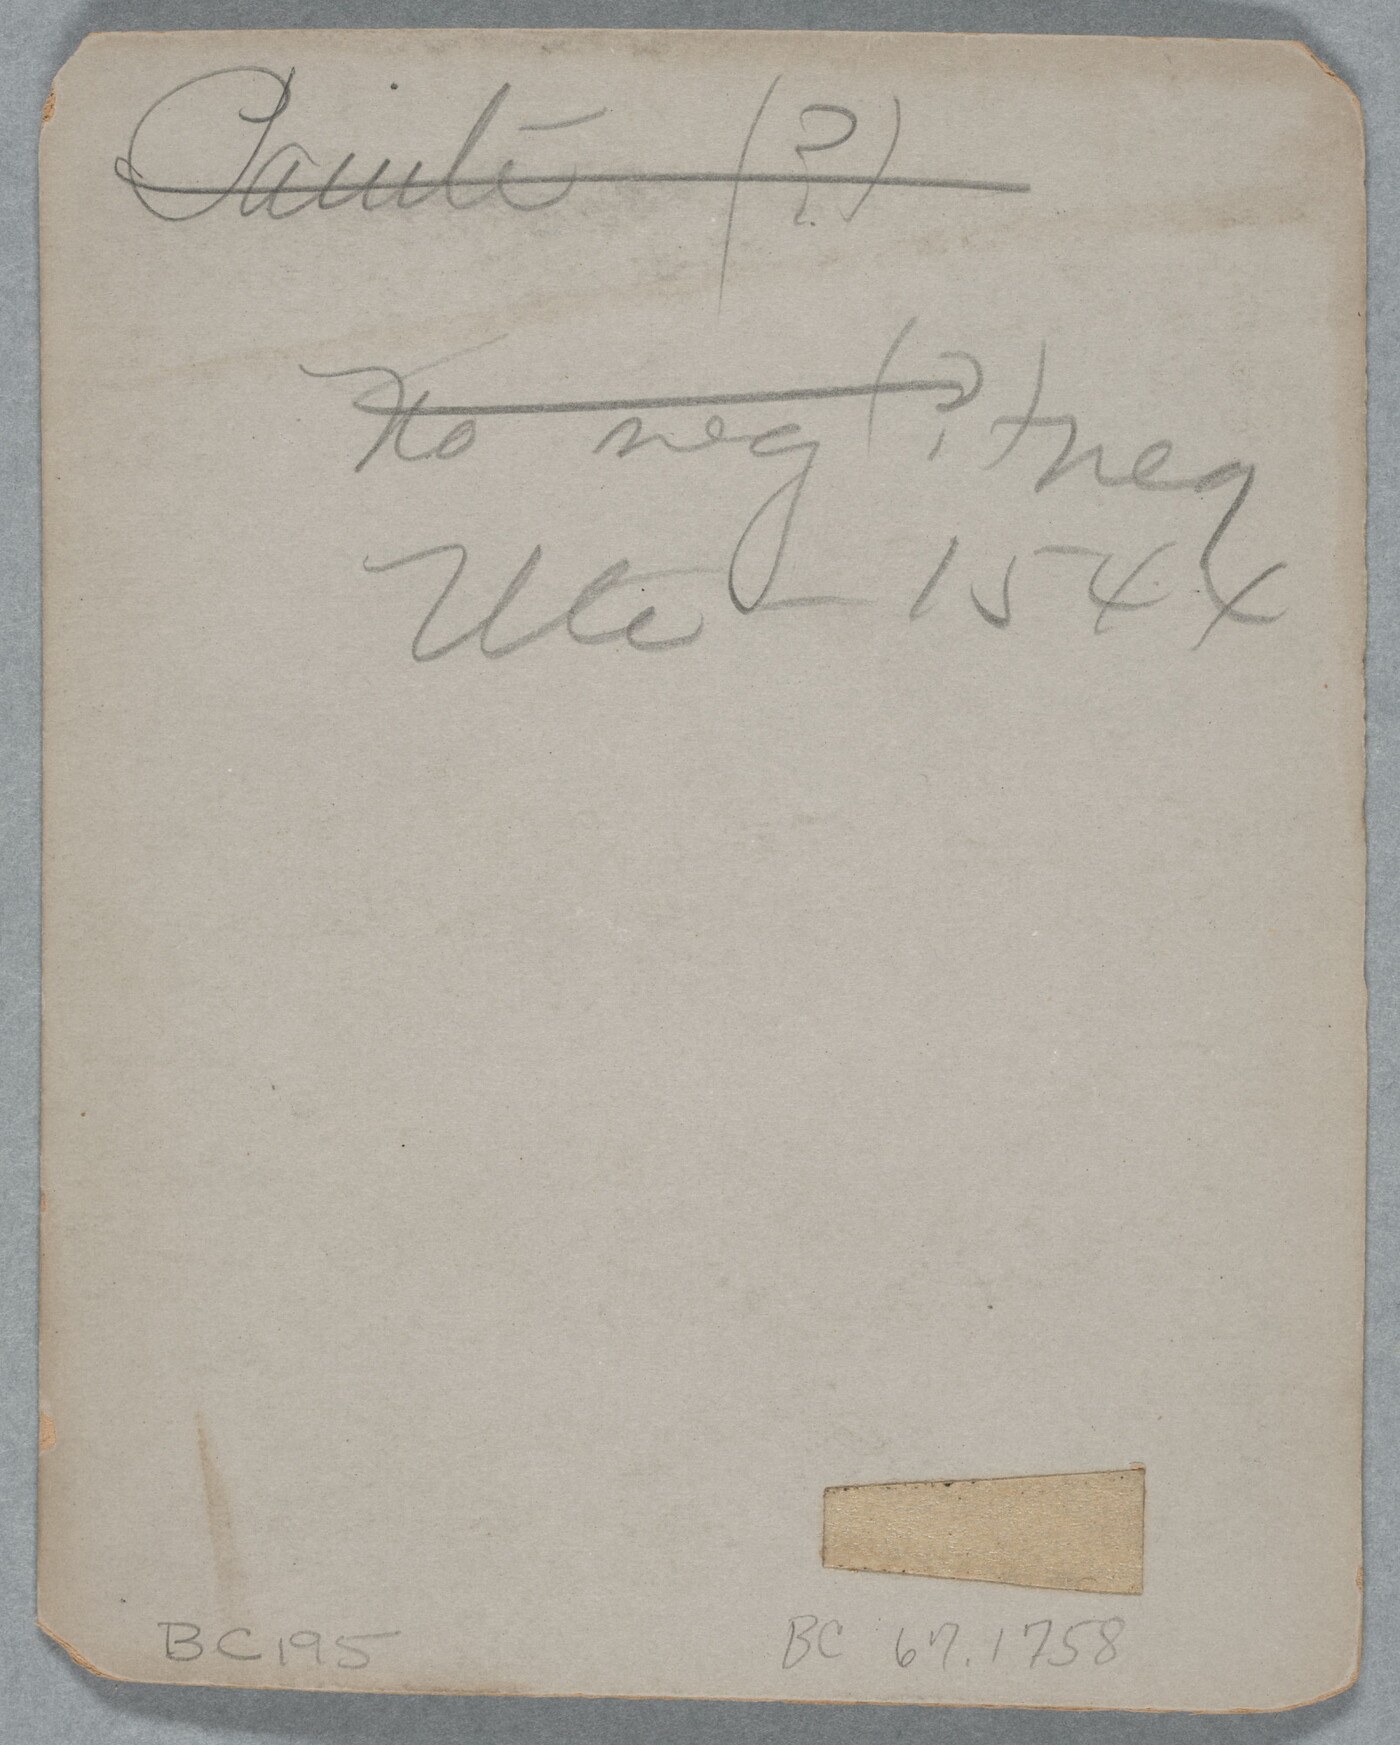 Paiute (?)
No neg (?) + neg
Ute - 1544
BC195
BC 67.1758